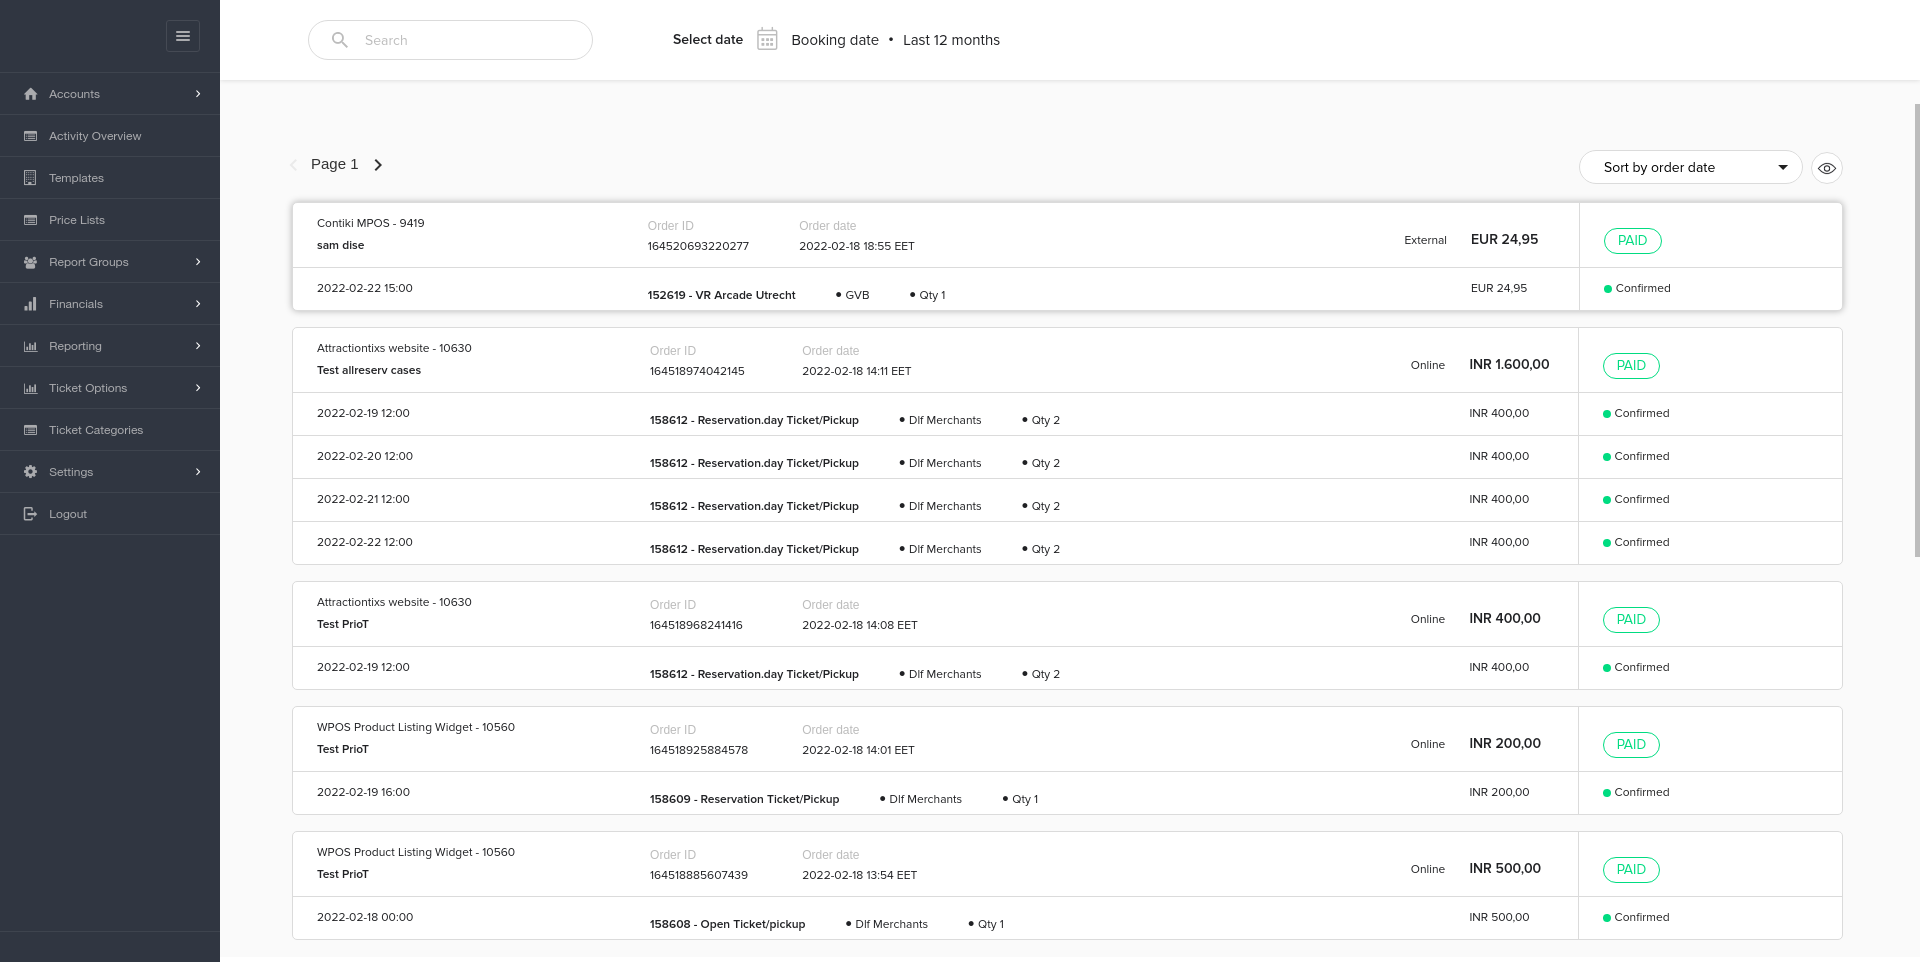 Search
Select date Booking date • Last 12 months
Accounts
Activity Overview
Templates
Price Lists
Report Groups
Financials
Reporting
Ticket Options
Ticket Categories
Settings
Logout
Page 1
Sort by order date
Contiki MPOS - 9419 Order ID Order date
sam dise 164520693220277 2022-02-18 18:55 EET External EUR 24,95 PAID
2022-02-22 15:00 152619 - VR Arcade Utrecht • GVB • Qty 1 EUR 24,95 Confirmed
Attractiontixs website - 10630 Order ID Order date
Test allreserv cases 164518974042145 2022-02-18 14:11 EET Online INR 1.600,00 PAID
2022-02-19 12:00 158612 - Reservation.day Ticket/Pickup • Dlf Merchants • Qty 2 INR 400,00 Confirmed
2022-02-20 12:00 158612 - Reservation.day Ticket/Pickup • Dlf Merchants • Qty 2 INR 400,00 Confirmed
2022-02-21 12:00 158612 - Reservation.day Ticket/Pickup • Dlf Merchants • Qty 2 INR 400,00 Confirmed
2022-02-22 12:00 158612 - Reservation.day Ticket/Pickup • Dlf Merchants • Qty 2 INR 400,00 Confirmed
Attractiontixs website - 10630 Order ID Order date
Test PrioT 164518968241416 2022-02-18 14:08 EET Online INR 400,00 PAID
2022-02-19 12:00 158612 - Reservation.day Ticket/Pickup • Dlf Merchants • Qty 2 INR 400,00 Confirmed
WPOS Product Listing Widget - 10560 Order ID Order date
Test PrioT 164518925884578 2022-02-18 14:01 EET Online INR 200,00 PAID
2022-02-19 16:00 158609 - Reservation Ticket/Pickup • Dlf Merchants • Qty 1 INR 200,00 Confirmed
WPOS Product Listing Widget - 10560 Order ID Order date
Test PrioT 164518885607439 2022-02-18 13:54 EET Online INR 500,00 PAID
2022-02-18 00:00 158608 - Open Ticket/pickup • Dlf Merchants • Qty 1 INR 500,00 Confirmed